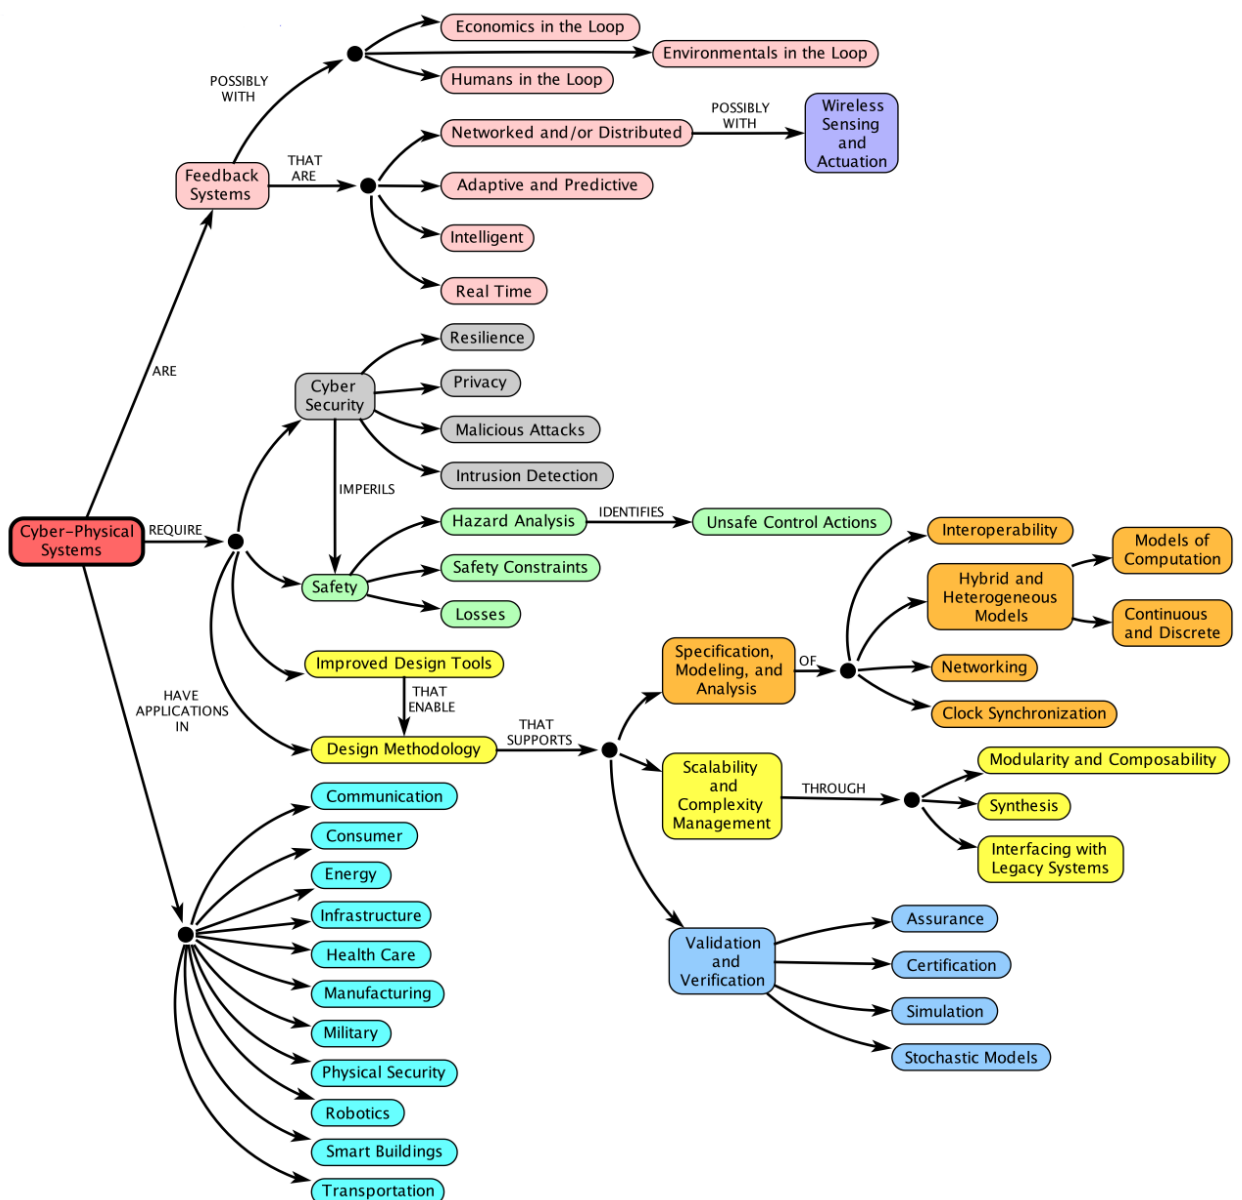 Economics in the Loop
Environmentals in the Loop
Humans in the Loop
POSSIBLY
WITH
Networked and/or Distributed
POSSIBLY
WITH
Wireless
Sensing
and
Actuation
Feedback
Systems
THAT
ARE
Adaptive and Predictive
Intelligent
Real Time
ARE
Resilience
Cyber
Security
Privacy
Malicious Attacks
Intrusion Detection
IMPERILS
Cyber-Physical
Systems
REQUIRE
Hazard Analysis
IDENTIFIES
Unsafe Control Actions
Safety
Safety Constraints
Losses
Interoperability
Hybrid and
Heterogeneous
Models
Models of
Computation
Continuous
and Discrete
Improved Design Tools
THAT
ENABLE
Specification,
Modeling, and
Analysis
OF
Networking
Clock Synchronization
HAVE
APPLICATIONS
IN
Design Methodology
THAT
SUPPORTS
Scalability
and
Complexity
Management
THROUGH
Modularity and Composability
Synthesis
Interfacing with
Legacy Systems
Communication
Consumer
Energy
Infrastructure
Health Care
Manufacturing
Military
Physical Security
Robotics
Smart Buildings
Transportation
Validation
and
Verification
Assurance
Certification
Simulation
Stochastic Models